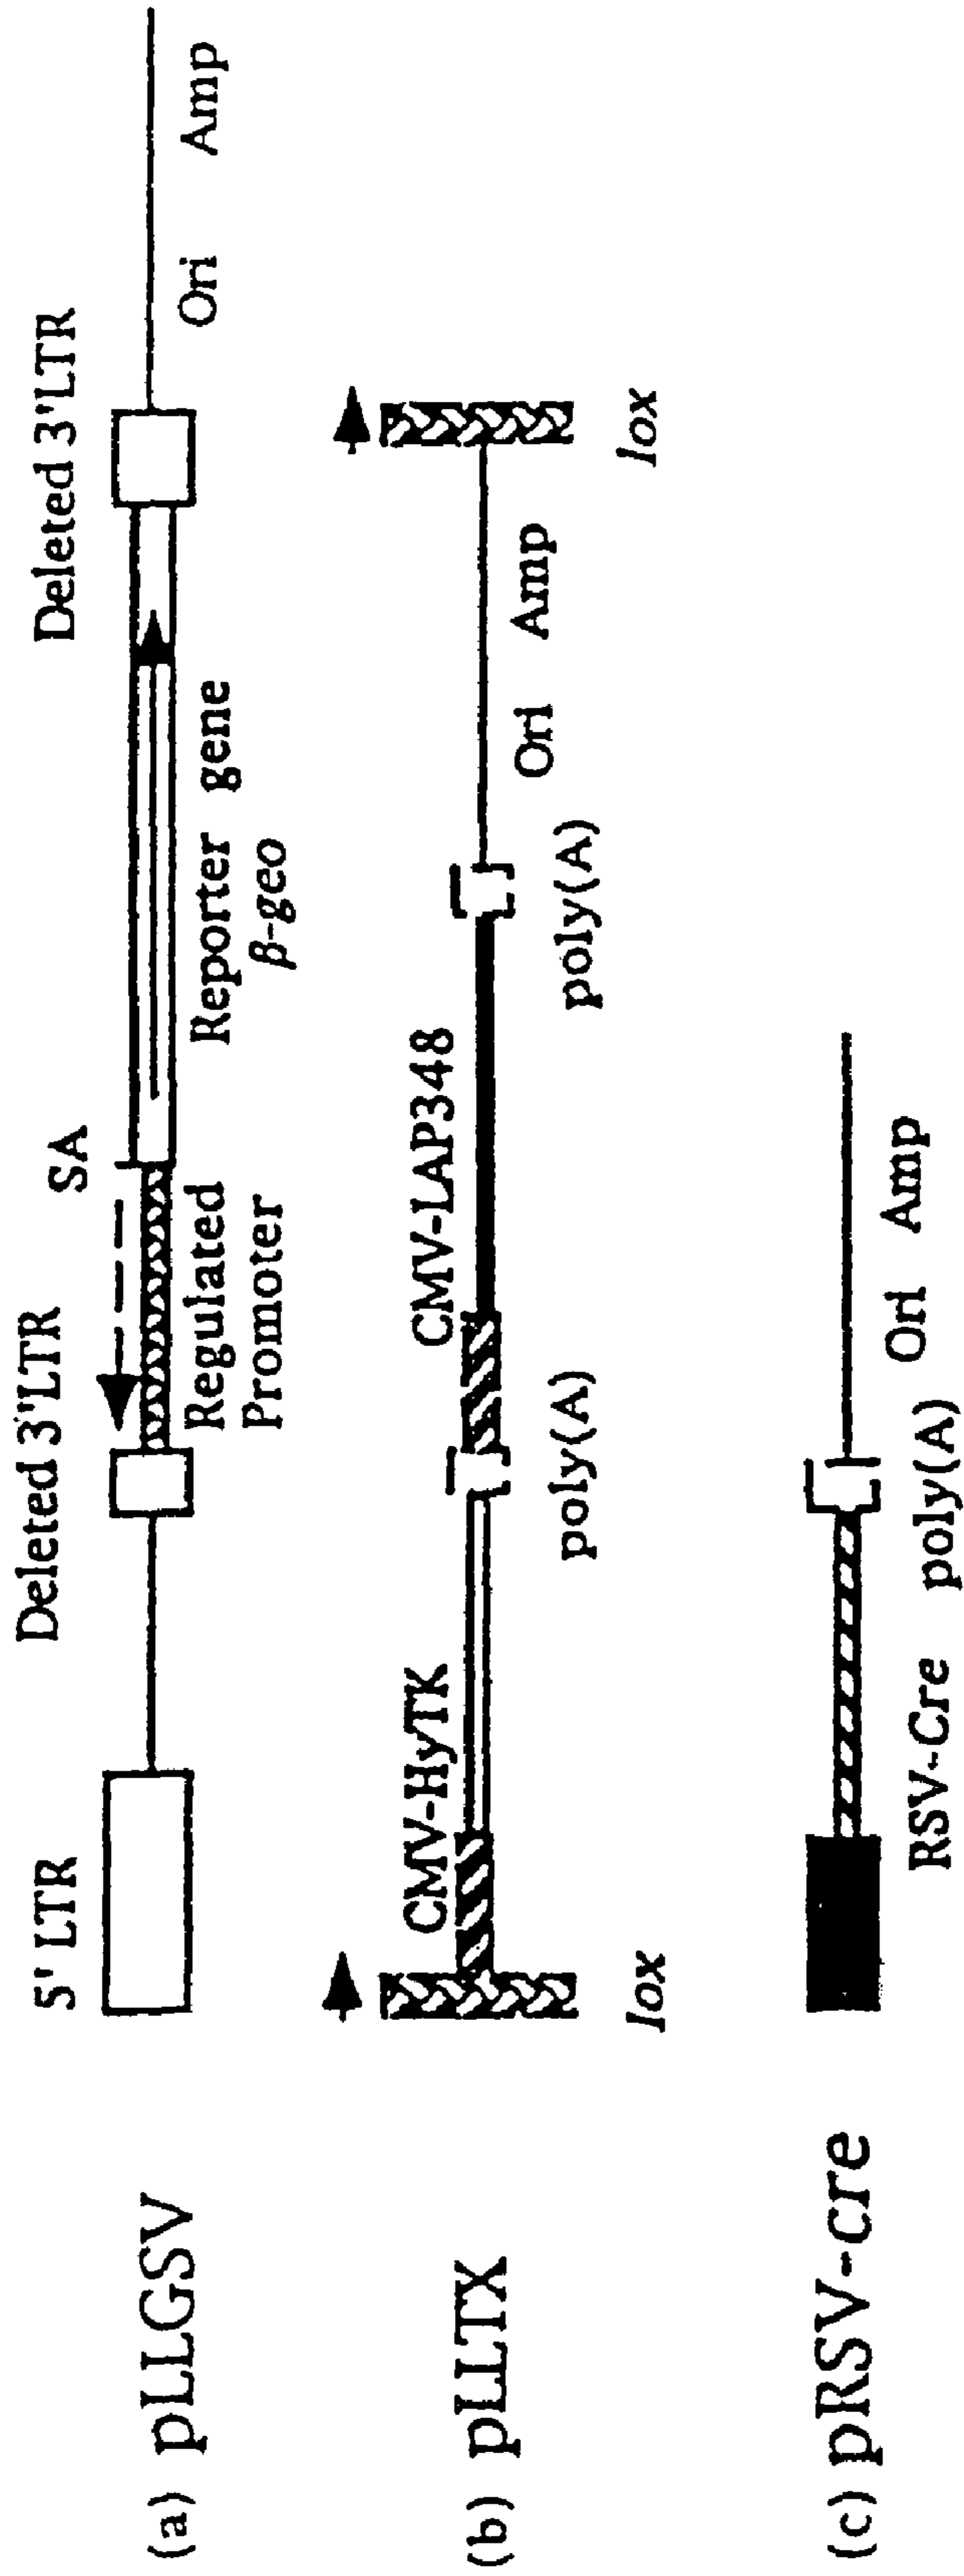 (a) pLLGSV
5' LTR
Deleted 3'LTR
SA
Deleted 3'LTR
Regulated
Promoter
Reporter gene
β-geo
Ori Amp
(b) pLLTX
CMV-HyTK
CMV-LAP348
lox
poly(A)
poly(A)
Ori Amp
lox
(c) pRSV-cre
RSV-Cre poly(A)
Ori Amp